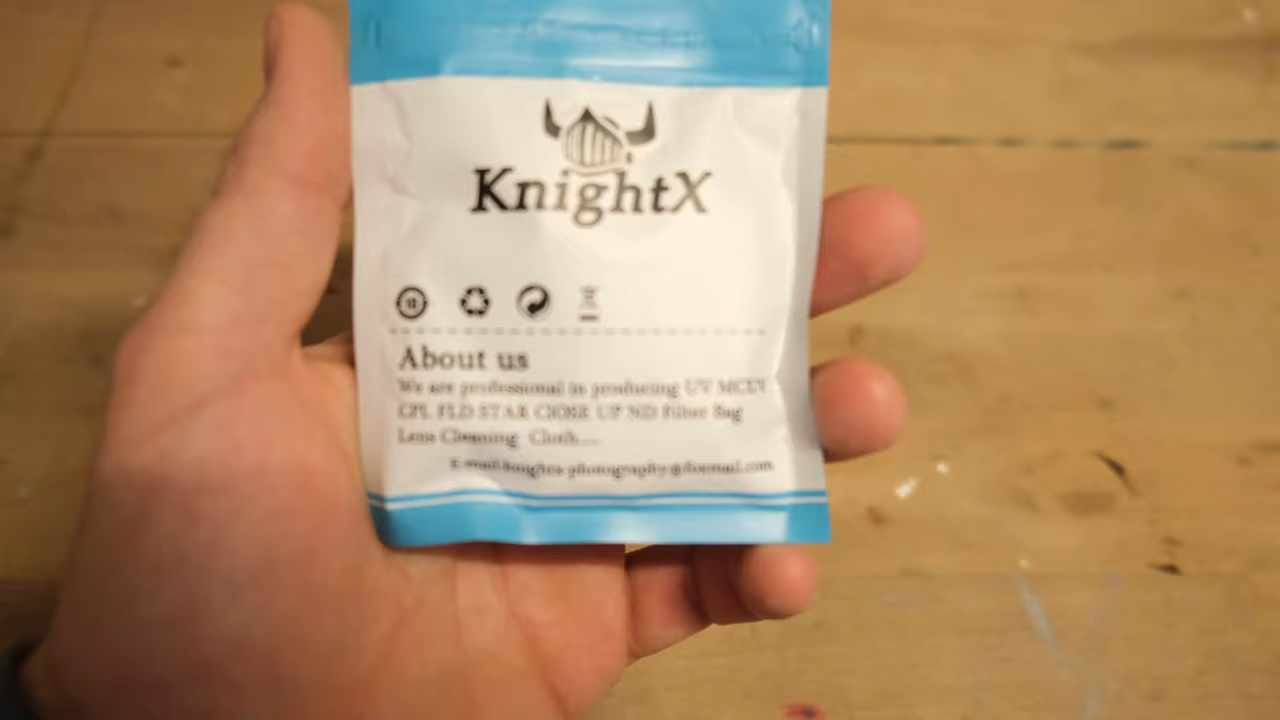 KnightX
About us
We are professional in producing UV MCUV
CPL FLD STAR CLOSE UP ND Filter Bag
Lens Cleaning Cloth.....
E-mail:knightx photography@foxmail.com